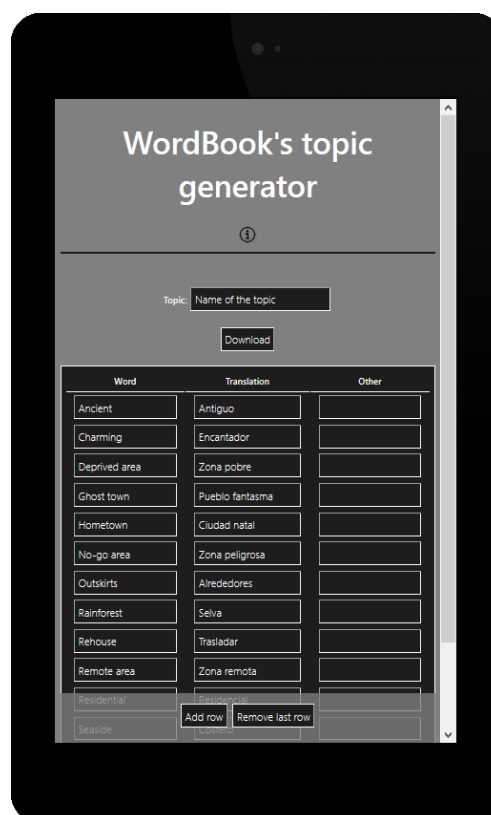 WordBook's topic
generator
Topic: Name of the topic
Download
Word Translation Other
Ancient Antiguo
Charming Encantador
Deprived area Zona pobre
Ghost town Pueblo fantasma
Hometown Ciudad natal
No-go area Zona peligrosa
Outskirts Alrededores
Rainforest Selva
Rehouse Trasladar
Remote area Zona remota
Residential Residencial
Add row Remove last row
Seaside Costero